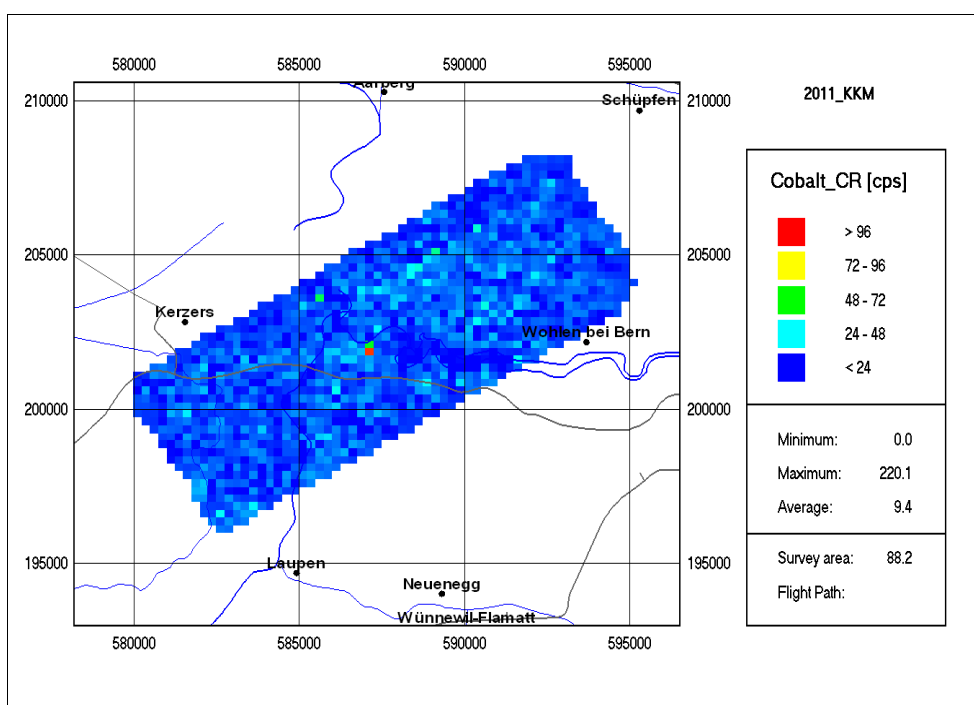 580000 585000 590000 595000
210000
205000
200000
195000
Aarberg
Schüpfen
Kerzers
Wohlen bei Bern
Laupen
Neuenegg
Wünnewil-Flamatt
210000
205000
200000
195000
580000 585000 590000 595000
2011_KKM
Cobalt_CR [cps]
> 96
72 - 96
48 - 72
24 - 48
< 24
Minimum: 0.0
Maximum: 220.1
Average: 9.4
Survey area: 88.2
Flight Path: